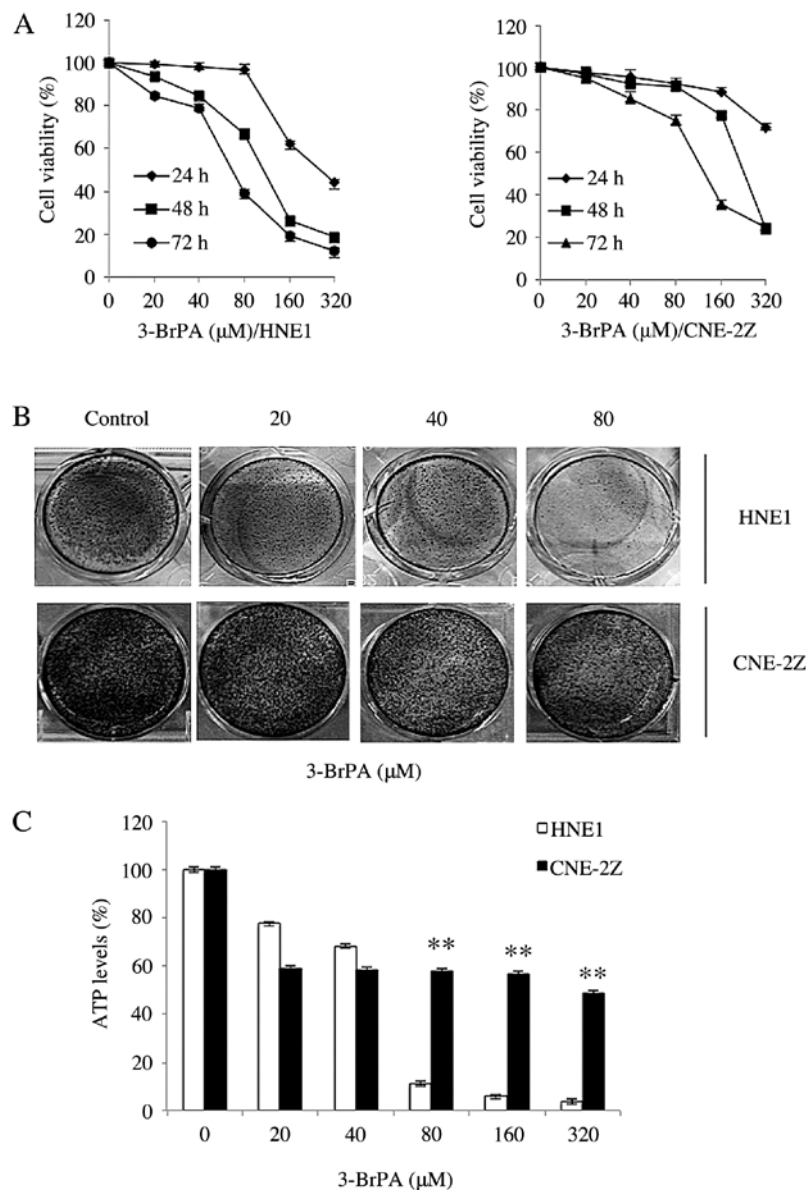 A
Cell viability (%)
120
100
80
60
40
20
0
24 h
48 h
72 h
0 20 40 80 160 320
3-BrPA (µM)/HNE1
Cell viability (%)
120
100
80
60
40
20
0
24 h
48 h
72 h
0 20 40 80 160 320
3-BrPA (µM)/CNE-2Z
B
Control 20 40 80
HNE1
CNE-2Z
3-BrPA (µM)
C
ATP levels (%)
120
100
80
60
40
20
0
HNE1
CNE-2Z
** ** **
0 20 40 80 160 320
3-BrPA (µM)